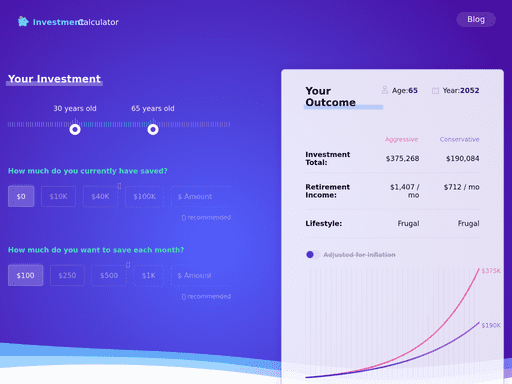 InvestmentCalculator
Blog
Your Investment
30 years old
65 years old
How much do you currently have saved?
$0
$10K
$40K
$100K
$ Amount
recommended
How much do you want to save each month?
$100
$250
$500
$1K
$ Amount
recommended
Your
Outcome
Age:65
Year:2052
Aggressive
Conservative
Investment
Total:
$375,268
$190,084
Retirement
Income:
$1,407 /
mo
$712 / mo
Lifestyle:
Frugal
Frugal
Adjusted for inflation
$375K
$190K